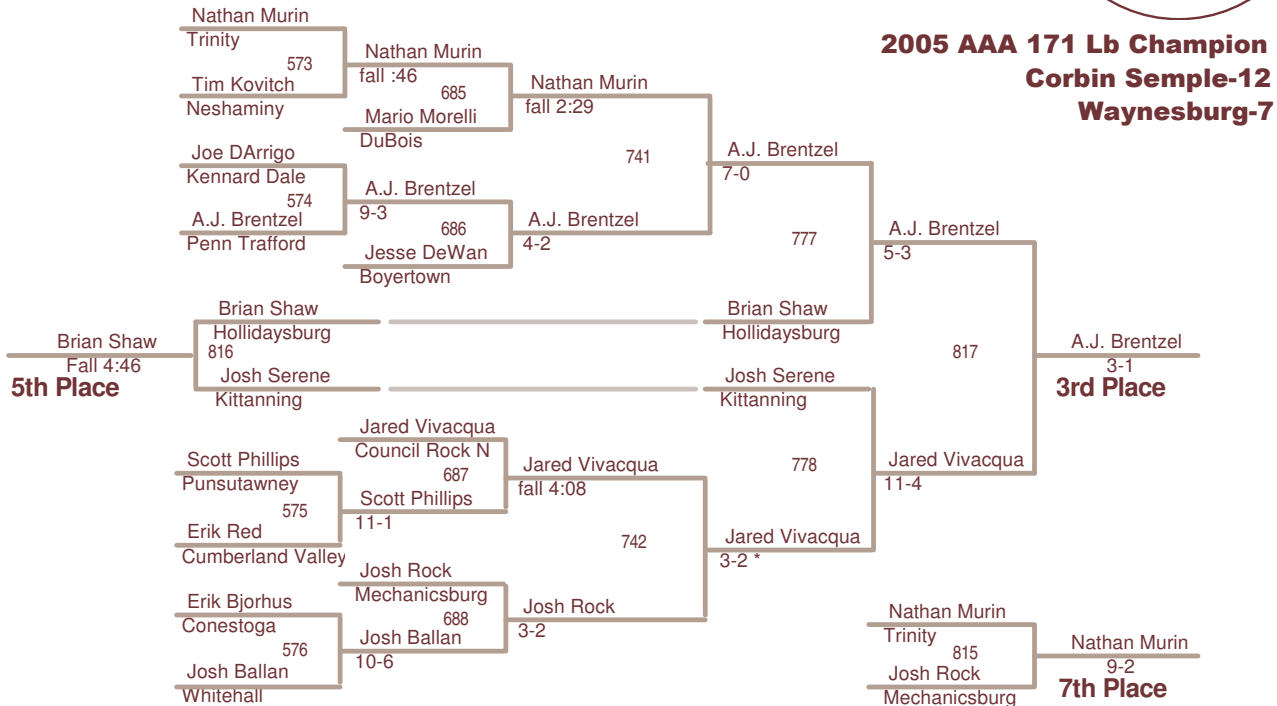 2005 AAA 171 Lb Champion
Corbin Semple-12
Waynesburg-7
Nathan Murin
Trinity
573
Tim Kovitch
Neshaminy
Nathan Murin
fall :46
685
Mario Morelli
DuBois
Nathan Murin
fall 2:29
Joe DArrigo
Kennard Dale
574
A.J. Brentzel
Penn Trafford
A.J. Brentzel
9-3
686
Jesse DeWan
Boyertown
A.J. Brentzel
4-2
741
A.J. Brentzel
7-0
777
Brian Shaw
Hollidaysburg
Brian Shaw
Hollidaysburg
A.J. Brentzel
5-3
Brian Shaw
Fall 4:46
5th Place
816
Josh Serene
Kittanning
Josh Serene
Kittanning
817
A.J. Brentzel
3-1
3rd Place
Jared Vivacqua
Council Rock N
687
Scott Phillips
Punsutawney
575
Erik Red
Cumberland Valley
Scott Phillips
11-1
Jared Vivacqua
fall 4:08
742
778
Jared Vivacqua
11-4
Jared Vivacqua
3-2 *
Josh Rock
Mechanicsburg
688
Erik Bjorhus
Conestoga
576
Josh Ballan
Whitehall
Josh Ballan
10-6
Josh Rock
3-2
Nathan Murin
Trinity
815
Josh Rock
Mechanicsburg
Nathan Murin
9-2
7th Place